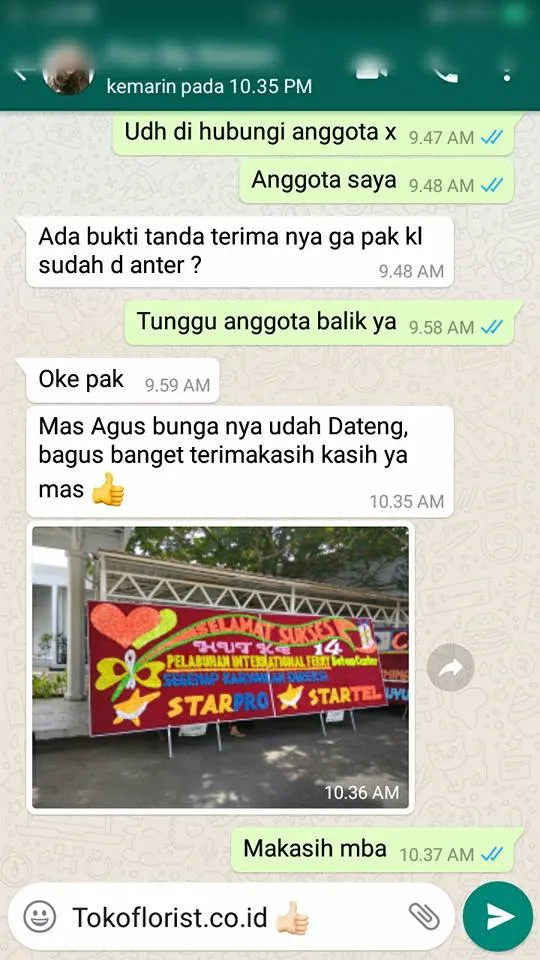 kemarin pada 10.35 PM
Udh di hubungi anggota x 9.47 AM
Anggota saya 9.48 AM
Ada bukti tanda terima nya ga pak kl
sudah d anter ? 9.48 AM
Tunggu anggota balik ya 9.58 AM
Oke pak 9.59 AM
Mas Agus bunga nya udah Dateng,
bagus banget terimakasih kasih ya
mas 👍 10.35 AM
SELAMAT SUKSES
HUT KE 14
PELABUHAN INTERNATIONAL FERRY Batam Center
SEGENAP KARYAWAN DIREKSI
STARPRO STARTEL
10.36 AM
Makasih mba 10.37 AM
Tokoflorist.co.id 👍🏻